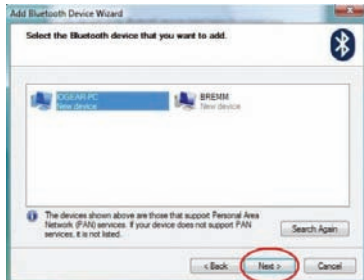 Add Bluetooth Device Wizard
Select the Bluetooth device that you want to add.
IOGEAR-PC
New device
BREMM
New device
The devices shown above are those that support Personal Area
Network (PAN) services. If your device does not support PAN
services, it is not listed.
Search Again
< Back
Next >
Cancel